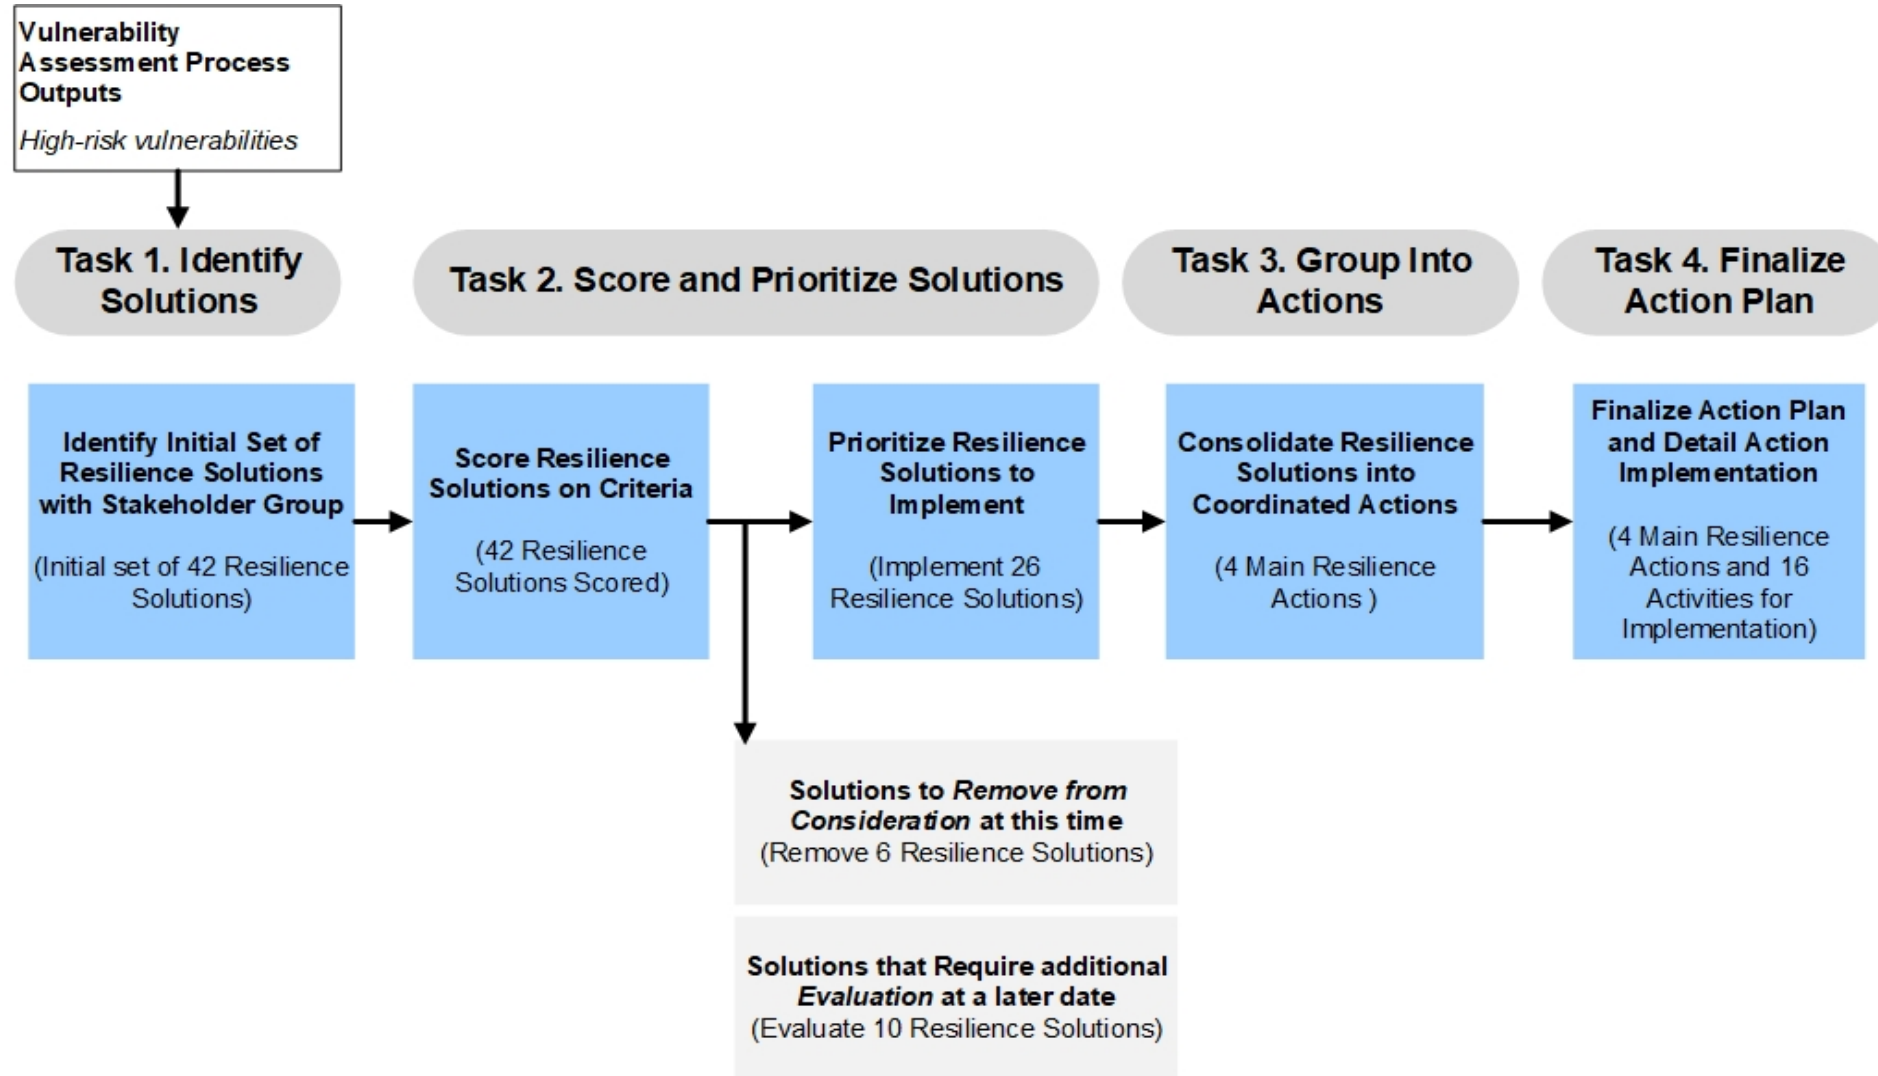 Vulnerability
Assessment Process
Outputs
High-risk vulnerabilities
Task 1. Identify
Solutions
Task 2. Score and Prioritize Solutions
Task 3. Group Into
Actions
Task 4. Finalize
Action Plan
Identify Initial Set of
Resilience Solutions
with Stakeholder Group
(Initial set of 42 Resilience
Solutions)
Score Resilience
Solutions on Criteria
(42 Resilience
Solutions Scored)
Prioritize Resilience
Solutions to
Implement
(Implement 26
Resilience Solutions)
Consolidate Resilience
Solutions into
Coordinated Actions
(4 Main Resilience
Actions )
Finalize Action Plan
and Detail Action
Implementation
(4 Main Resilience
Actions and 16
Activities for
Implementation)
Solutions to Remove from
Consideration at this time
(Remove 6 Resilience Solutions)
Solutions that Require additional
Evaluation at a later date
(Evaluate 10 Resilience Solutions)